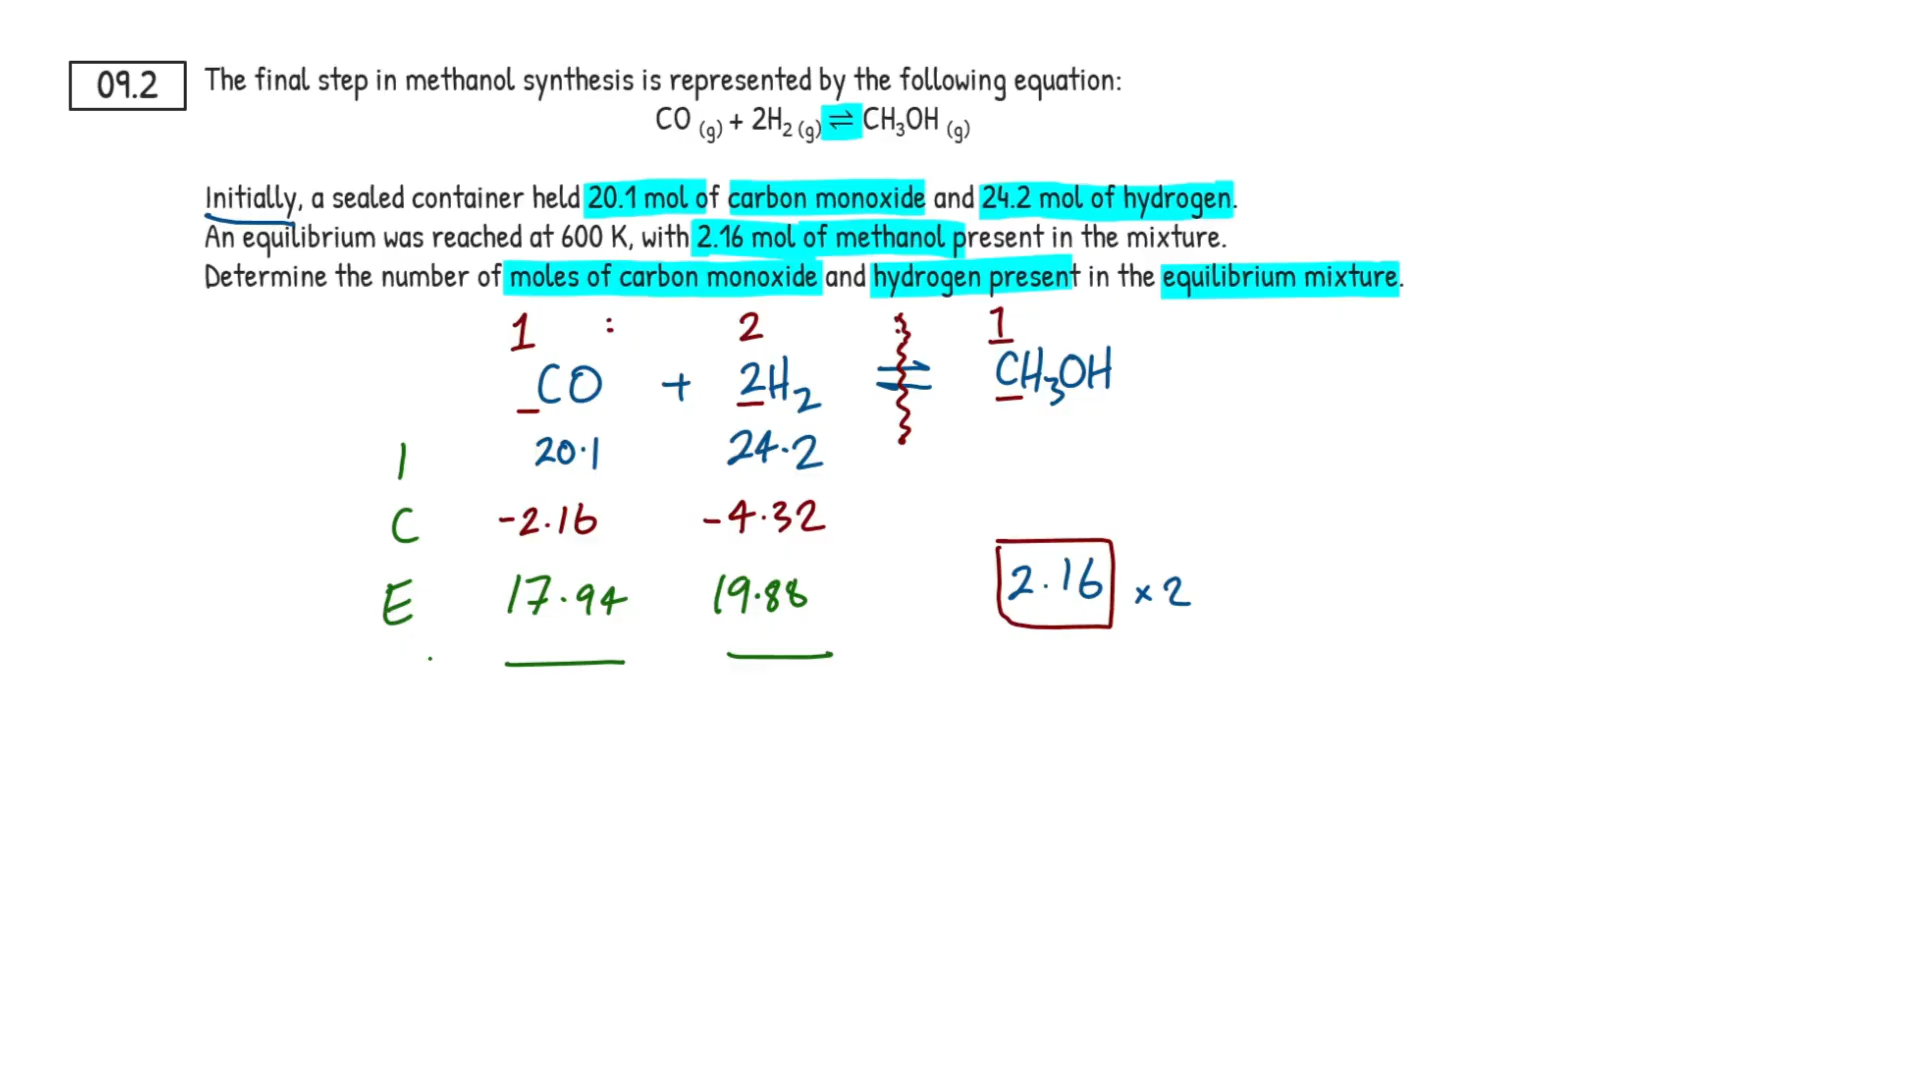 09.2 The final step in methanol synthesis is represented by the following equation:
CO (g) + 2H₂ (g) ⇌ CH₃OH (g)
Initially, a sealed container held 20.1 mol of carbon monoxide and 24.2 mol of hydrogen.
An equilibrium was reached at 600 K, with 2.16 mol of methanol present in the mixture.
Determine the number of moles of carbon monoxide and hydrogen present in the equilibrium mixture.
1 : 2 1
CO + 2H₂ ⇌ CH₃OH
I 20.1 24.2
C -2.16 -4.32
E 17.94 19.88 2.16 × 2